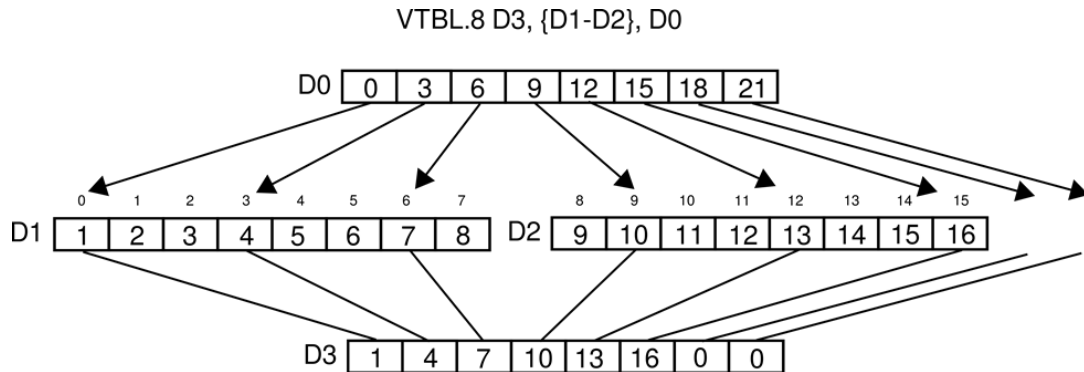 VTBL.8 D3, {D1-D2}, D0
D0 0 3 6 9 12 15 18 21
0 1 2 3 4 5 6 7 8 9 10 11 12 13 14 15
D1 1 2 3 4 5 6 7 8 D2 9 10 11 12 13 14 15 16
D3 1 4 7 10 13 16 0 0